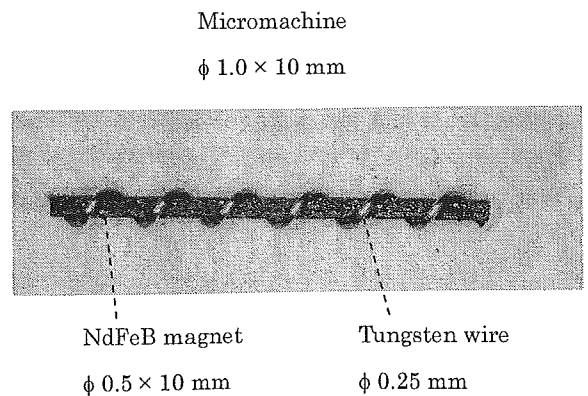 Micromachine
ϕ 1.0 × 10 mm
NdFeB magnet
ϕ 0.5 × 10 mm
Tungsten wire
ϕ 0.25 mm